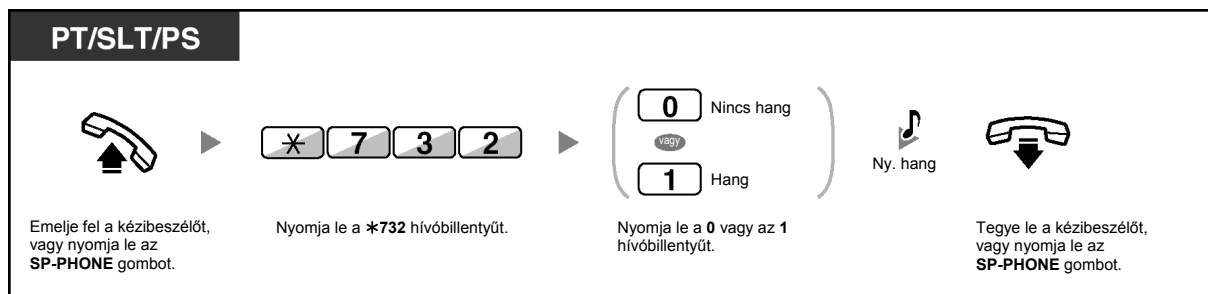 PT/SLT/PS
0 Nincs hang
vagy
1 Hang
✳ 7 3 2
Ny. hang
Emelje fel a kézibeszélőt,
vagy nyomja le az
SP-PHONE gombot.
Nyomja le a ✳732 hívóbillentyűt.
Nyomja le a 0 vagy az 1
hívóbillentyűt.
Tegye le a kézibeszélőt,
vagy nyomja le az
SP-PHONE gombot.